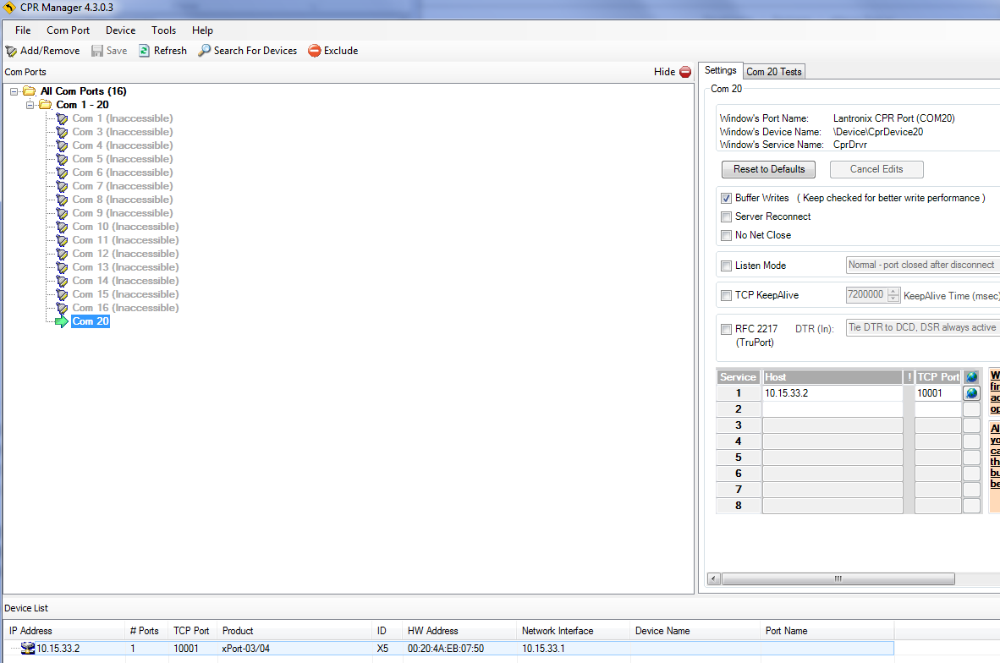 CPR Manager 4.3.0.3
File Com Port Device Tools Help
Add/Remove Save Refresh Search For Devices Exclude
Com Ports Hide
All Com Ports (16)
Com 1 - 20
Com 1 (Inaccessible)
Com 3 (Inaccessible)
Com 4 (Inaccessible)
Com 5 (Inaccessible)
Com 6 (Inaccessible)
Com 7 (Inaccessible)
Com 8 (Inaccessible)
Com 9 (Inaccessible)
Com 10 (Inaccessible)
Com 11 (Inaccessible)
Com 12 (Inaccessible)
Com 13 (Inaccessible)
Com 14 (Inaccessible)
Com 15 (Inaccessible)
Com 16 (Inaccessible)
Com 20
Settings Com 20 Tests
Com 20
Window's Port Name: Lantronix CPR Port (COM20)
Window's Device Name: \Device\CprDevice20
Window's Service Name: CprDrvr
Reset to Defaults Cancel Edits
Buffer Writes ( Keep checked for better write performance )
Server Reconnect
No Net Close
Listen Mode Normal - port closed after disconnect
TCP KeepAlive 7200000 KeepAlive Time (msec)
RFC 2217 DTR (In): Tie DTR to DCD, DSR always active
(TruPort)
Service Host ! TCP Port
1 10.15.33.2 10001
2
3
4
5
6
7
8
Device List
IP Address # Ports TCP Port Product ID HW Address Network Interface Device Name Port Name
10.15.33.2 1 10001 xPort-03/04 X5 00:20:4A:EB:07:50 10.15.33.1